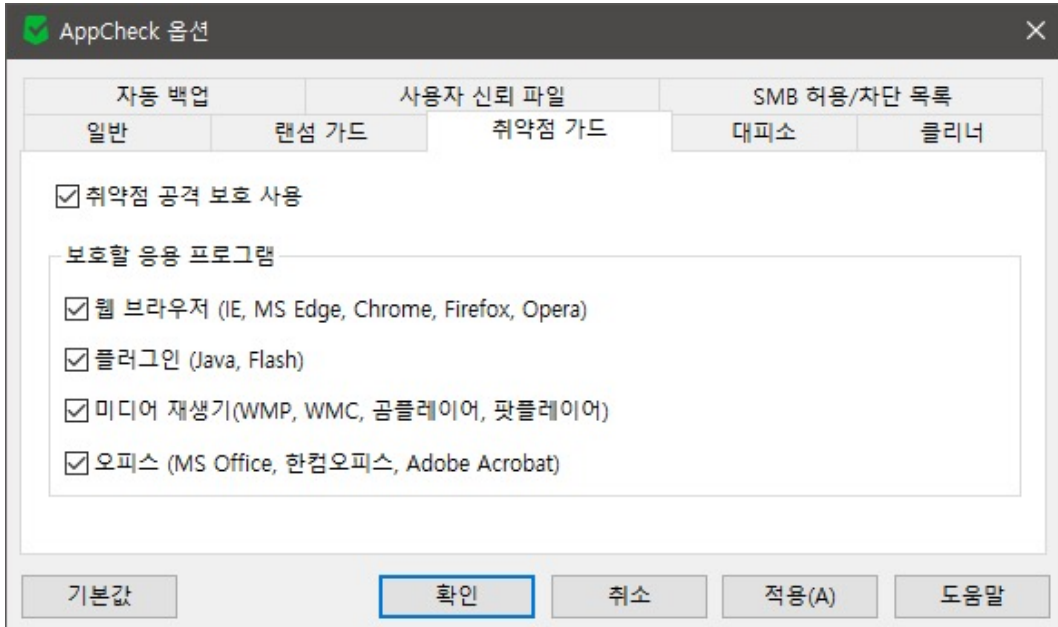 AppCheck 옵션
자동 백업 사용자 신뢰 파일 SMB 허용/차단 목록
일반 랜섬 가드 취약점 가드 대피소 클리너
취약점 공격 보호 사용
보호할 응용 프로그램
웹 브라우저 (IE, MS Edge, Chrome, Firefox, Opera)
플러그인 (Java, Flash)
미디어 재생기(WMP, WMC, 곰플레이어, 팟플레이어)
오피스 (MS Office, 한컴오피스, Adobe Acrobat)
기본값 확인 취소 적용(A) 도움말